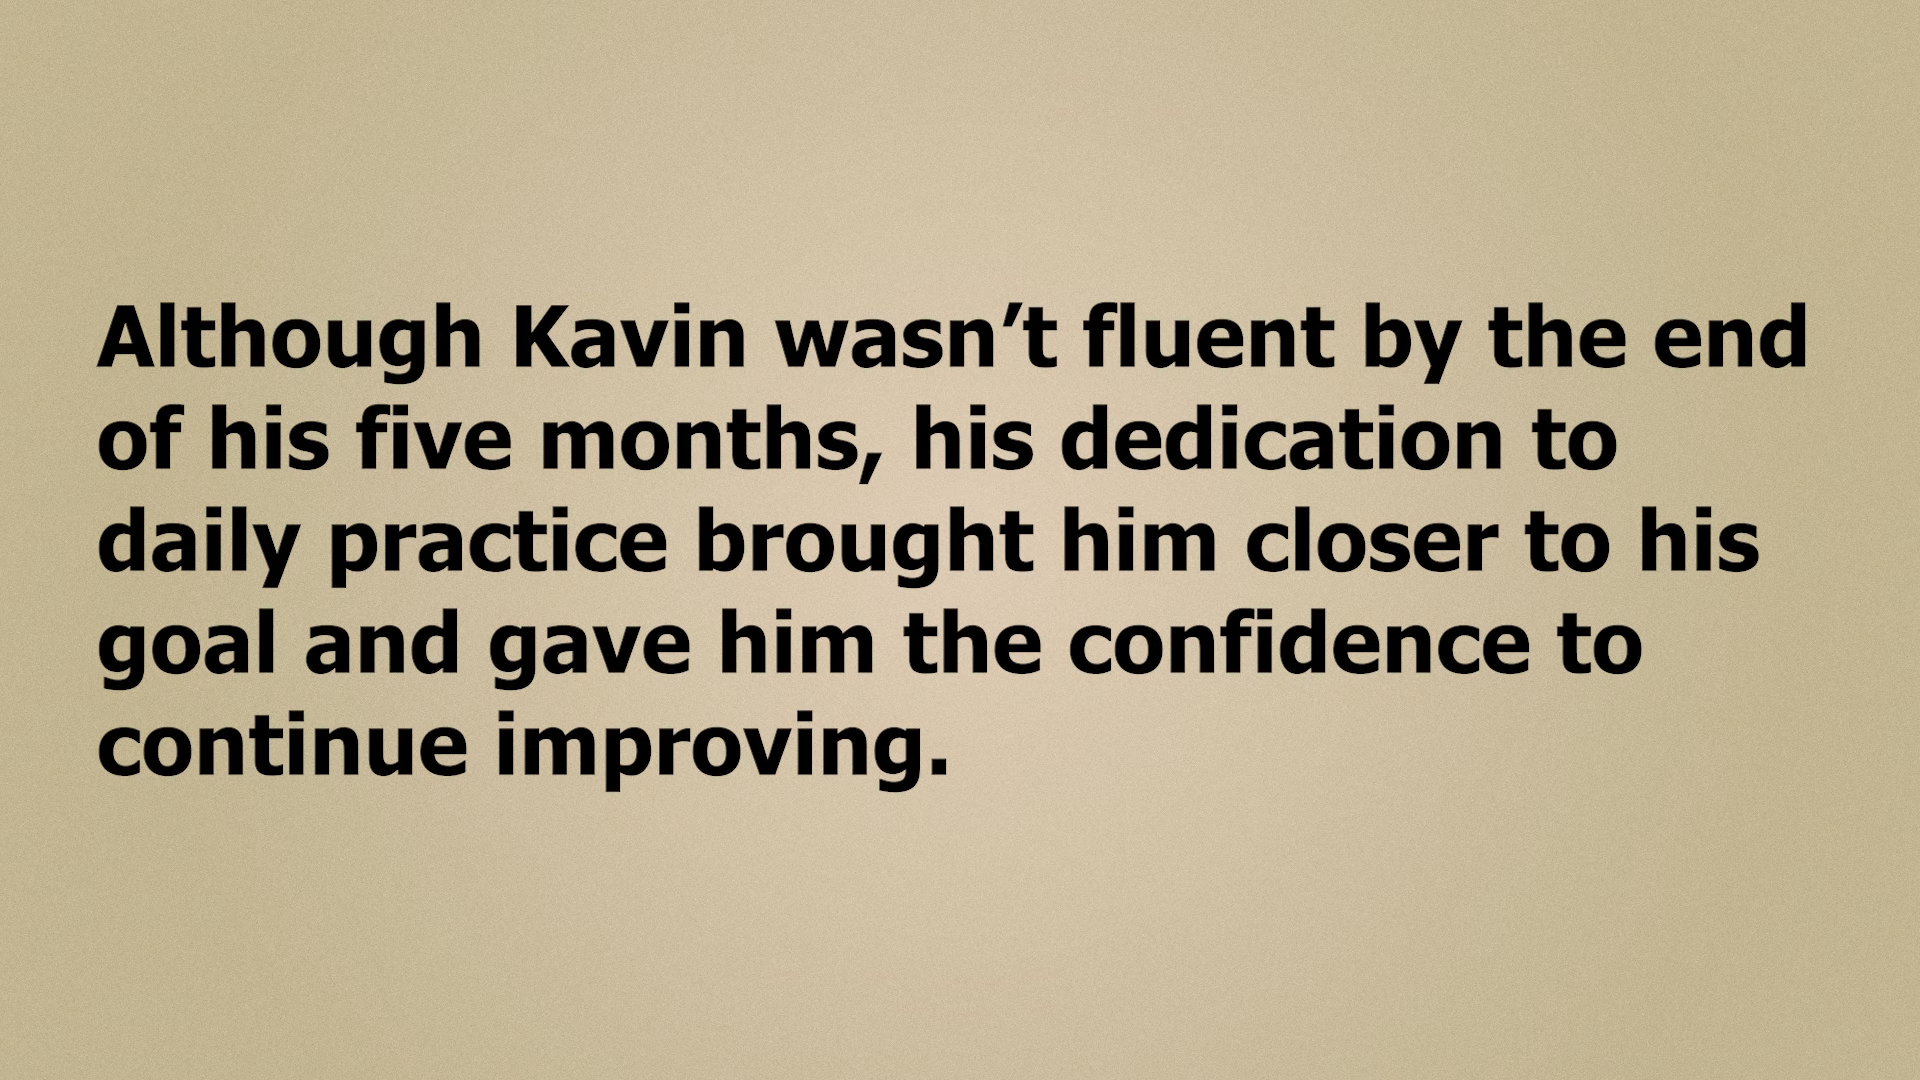 Although Kavin wasn’t fluent by the end
of his five months, his dedication to
daily practice brought him closer to his
goal and gave him the confidence to
continue improving.